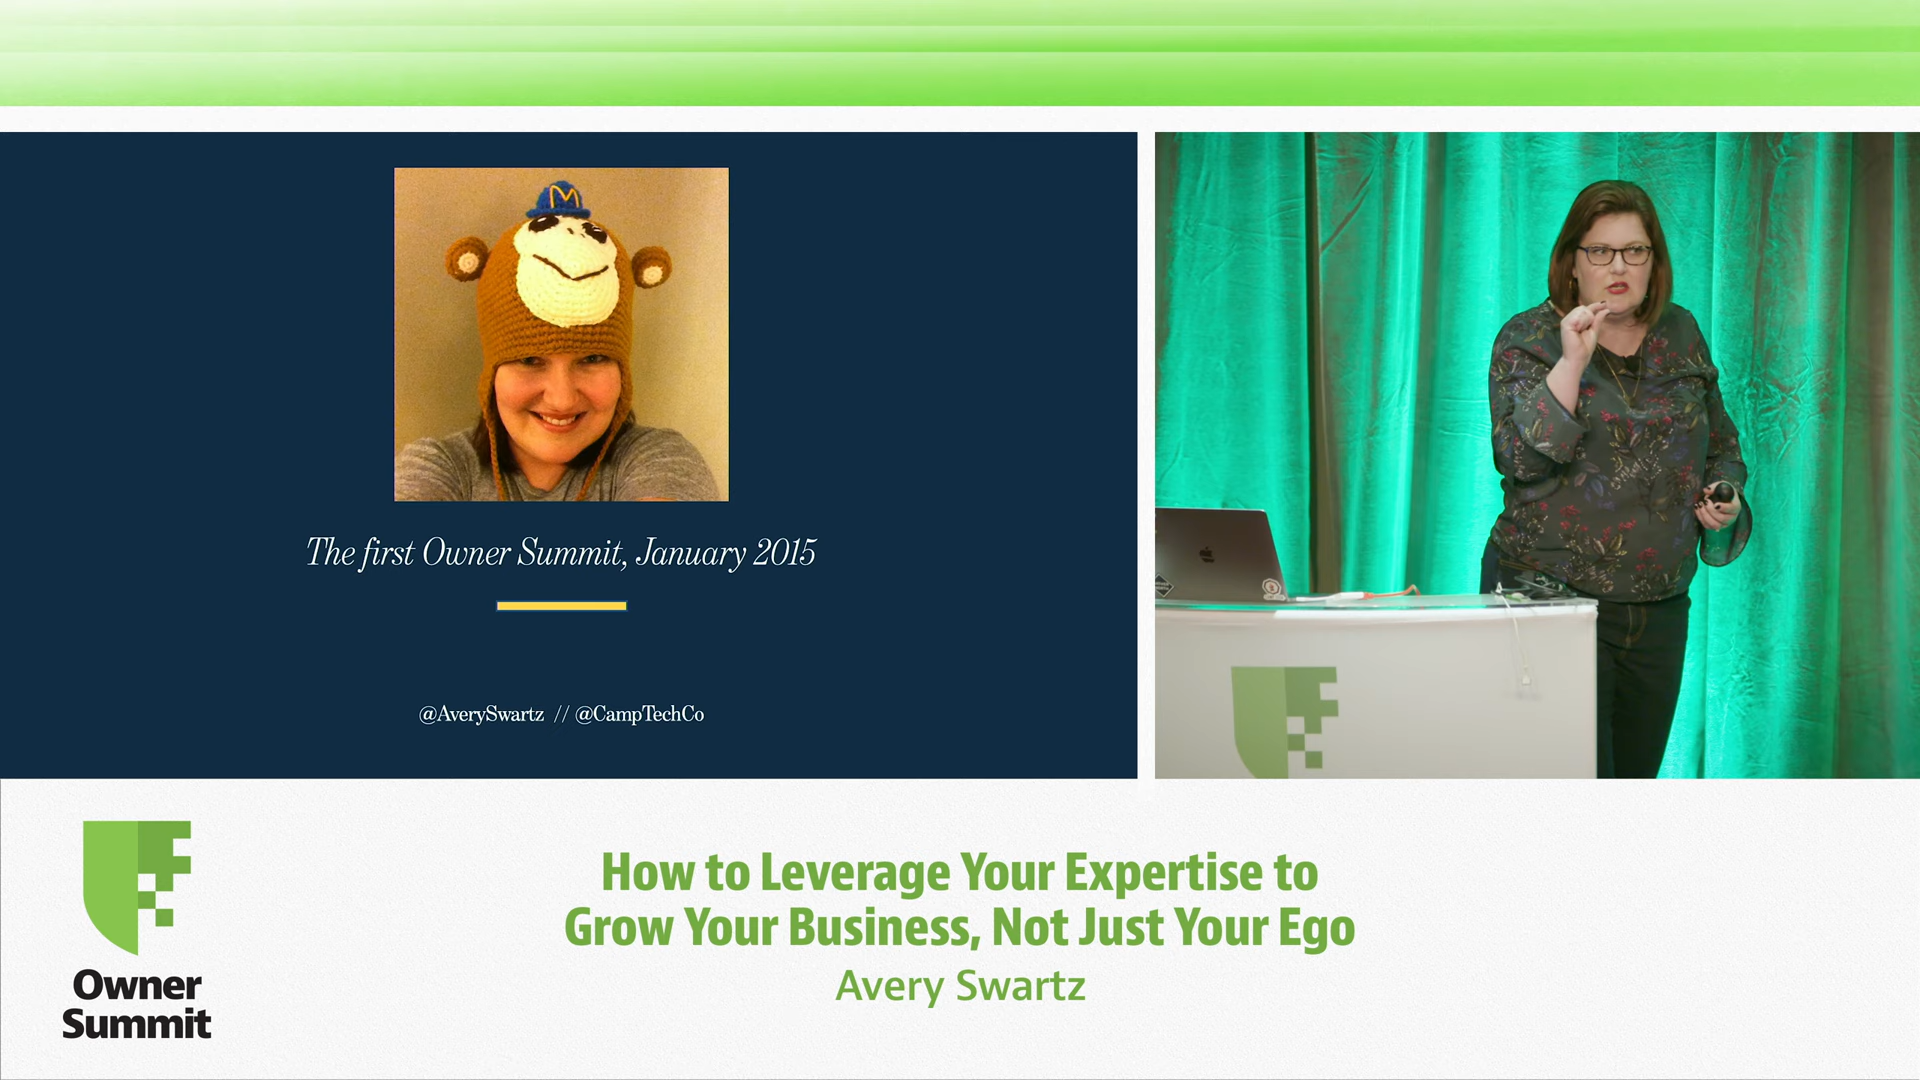 M
The first Owner Summit, January 2015
@AverySwartz // @CampTechCo
How to Leverage Your Expertise to
Grow Your Business, Not Just Your Ego
Avery Swartz
Owner
Summit